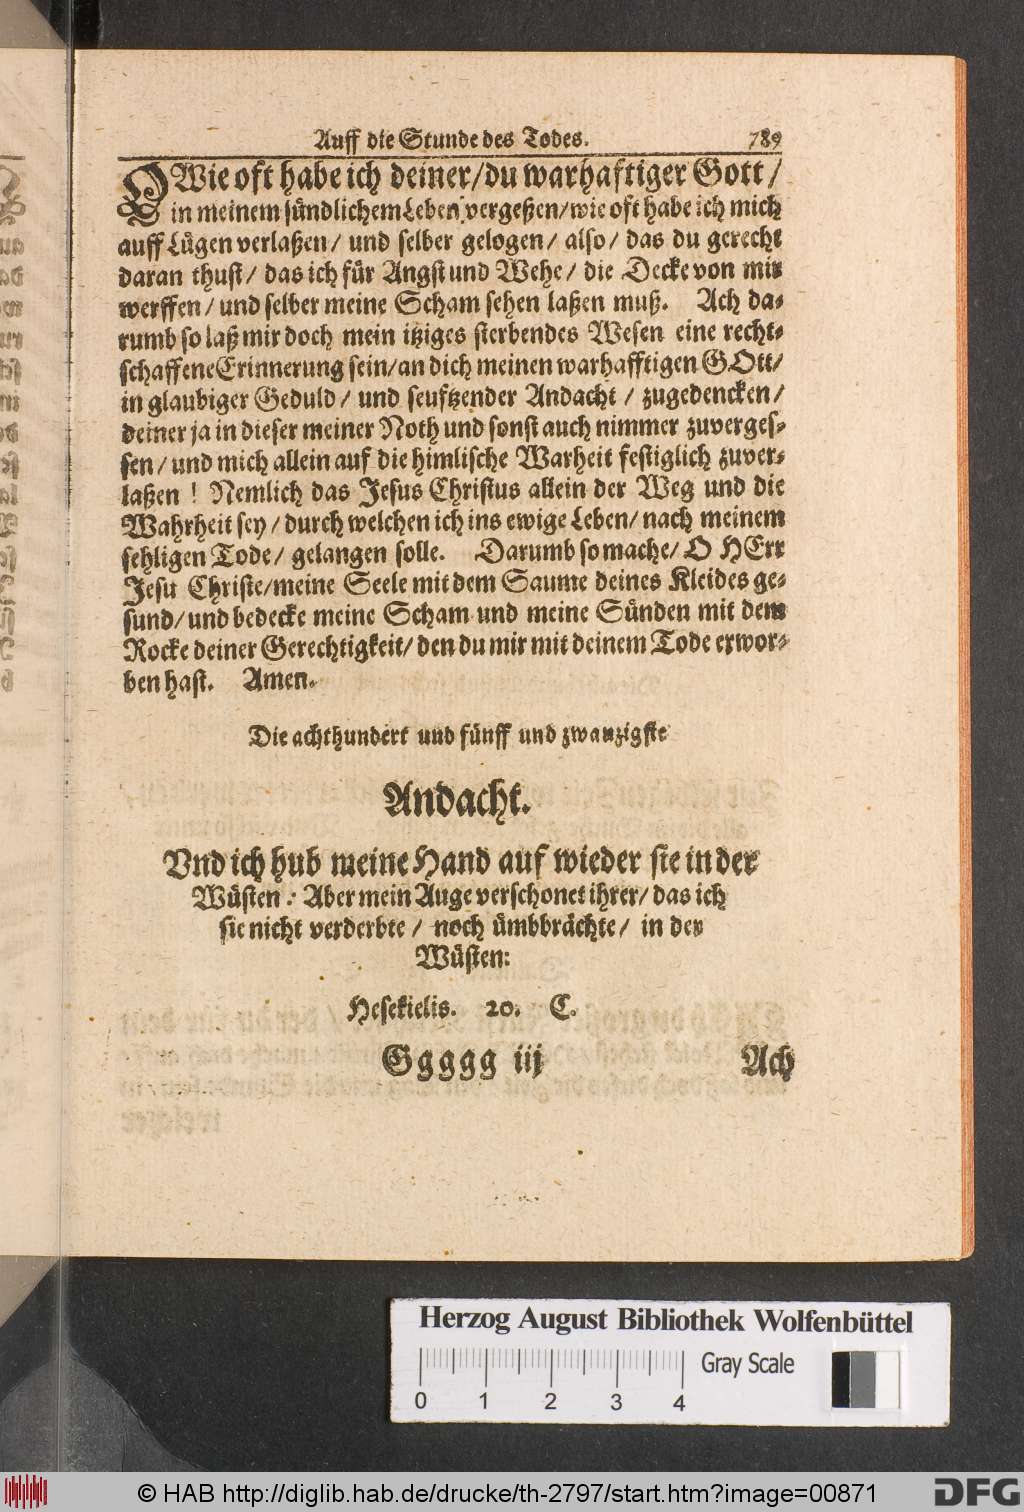 Auff die Stunde des Todes. 789
O Wie oft habe ich deiner/du warhaftiger Gott/
in meinem sündlichem Leben vergeßen/wie oft habe ich mich
auff Lügen verlaßen/ und selber gelogen/ also/ das du gerecht
daran thust/ das ich für Angst und Wehe/ die Decke von mir
werffen/ und selber meine Scham sehen laßen muß. Ach da-
rumb so laß mir doch mein itziges sterbendes Wesen eine recht-
schaffene Erinnerung sein/an dich meinen warhafftigen GOtt/
in glaubiger Geduld/ und seuftzender Andacht/ zugedencken/
deiner ja in dieser meiner Noth und sonst auch nimmer zuverges-
sen/ und mich allein auf die himlische Warheit festiglich zuver-
laßen! Nemlich das Jesus Christus allein der Weg und die
Wahrheit sey/ durch welchen ich ins ewige Leben/ nach meinem
sehligen Tode/ gelangen solle. Darumb so mache/ O HErr
Jesu Christe/meine Seele mit dem Saume deines Kleides ge-
sund/ und bedecke meine Scham und meine Sünden mit dem
Rocke deiner Gerechtigkeit/ den du mir mit deinem Tode erwor-
ben hast. Amen.
Die achthundert und fünff und zwanzigste
Andacht.
Vnd ich hub meine Hand auf wieder sie in der
Wüsten: Aber mein Auge verschonet ihrer/ das ich
sie nicht verderbte/ noch ümbbrächte/ in der
Wüsten:
Hesekielis. 20. C.
Ggggg iij Ach
Herzog August Bibliothek Wolfenbüttel
Gray Scale
0 1 2 3 4
© HAB http://diglib.hab.de/drucke/th-2797/start.htm?image=00871
DFG